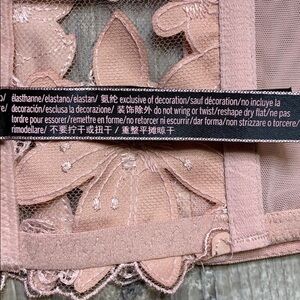 élasthanne/elastano/elastan/ 氨纶 exclusive of decoration/sauf décoration/no incluye la
decoración/esclusa la decorazione/ 装饰除外 do not wring or twist/reshape dry flat/ne pas
tordre pour essorer/remettre en forme/no retorcer ni escurrir/dar forma/non strizzare o torcere/
rimodellare/ 不要拧干或扭干 / 重整平摊晾干